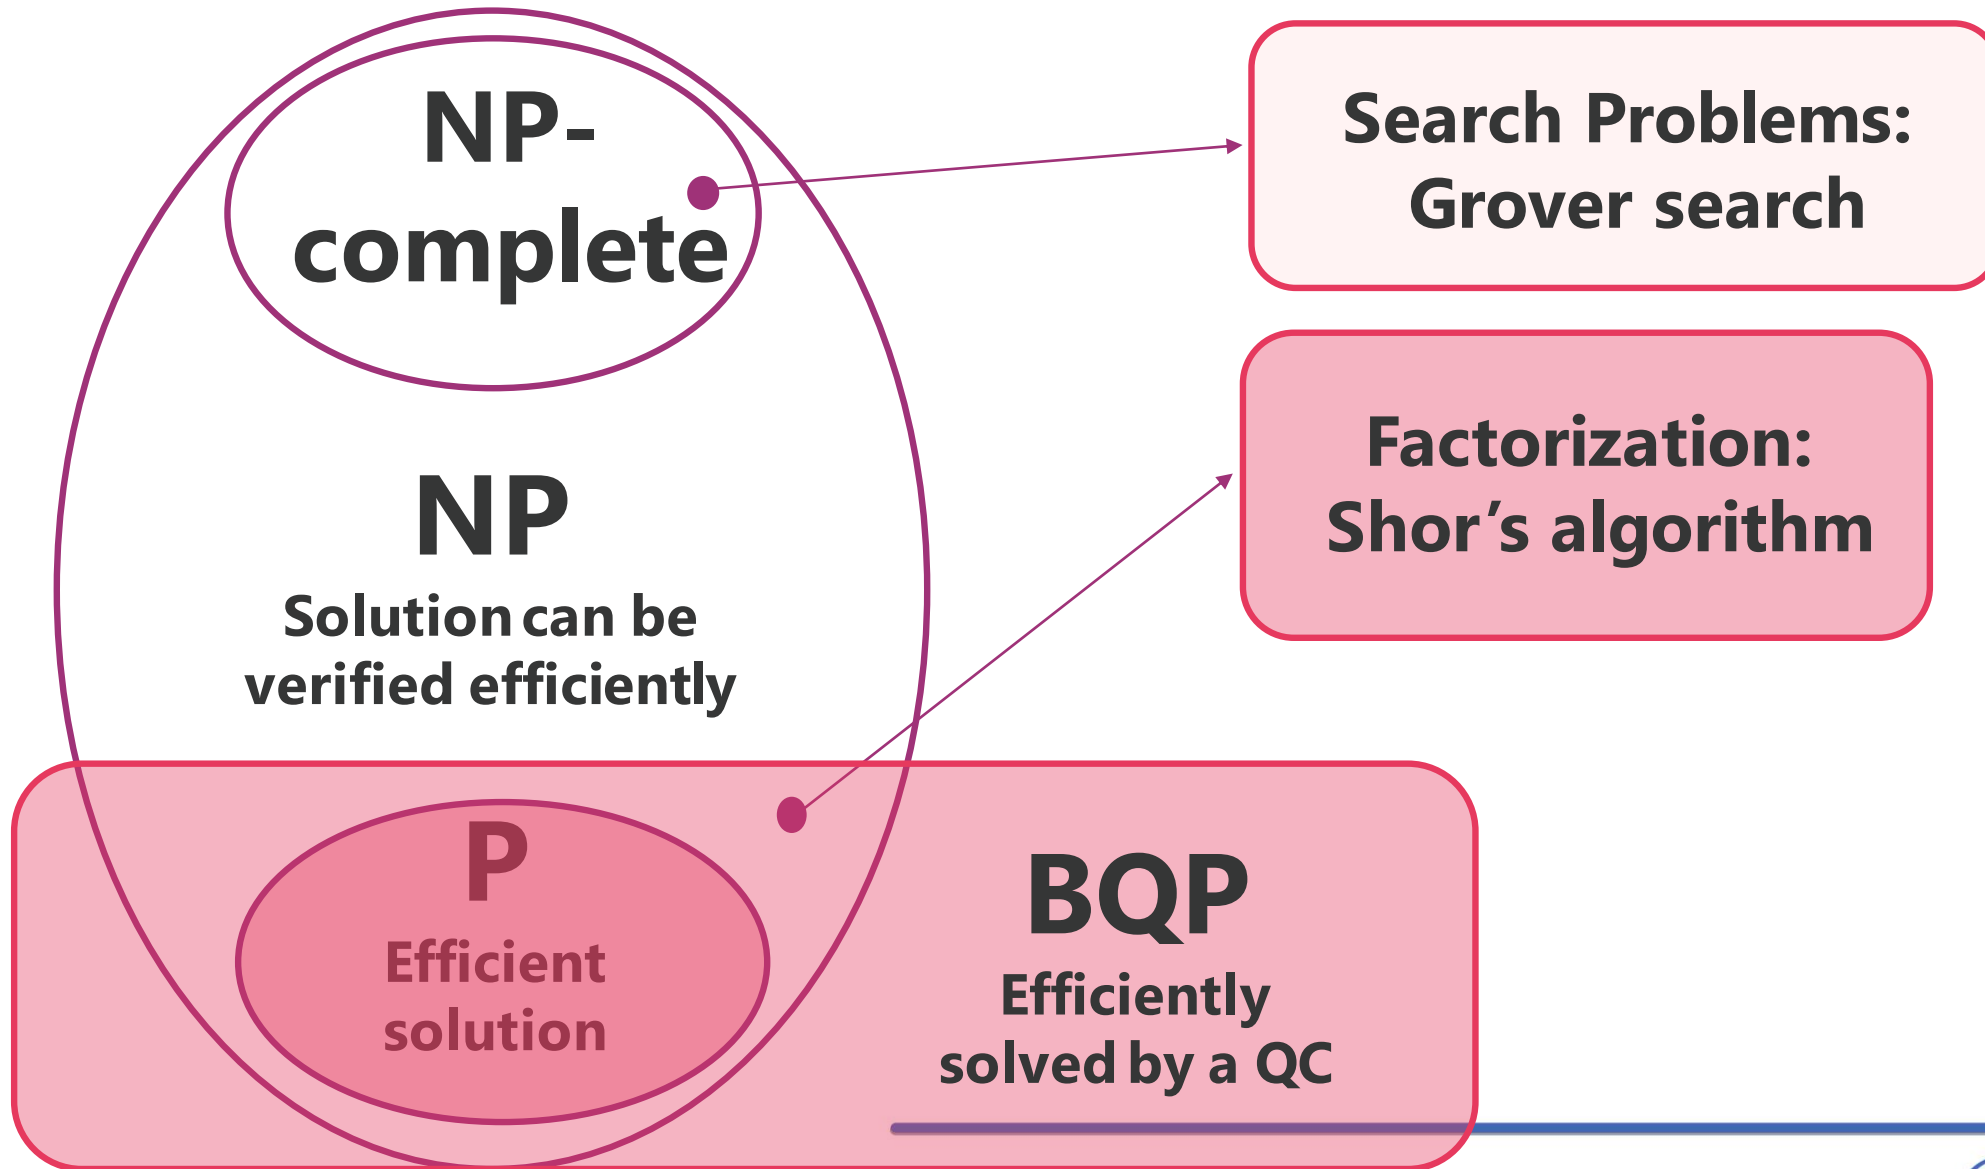 NP-
complete
NP
Solution can be
verified efficiently
P
Efficient
solution
BQP
Efficiently
solved by a QC
Search Problems:
Grover search
Factorization:
Shor’s algorithm